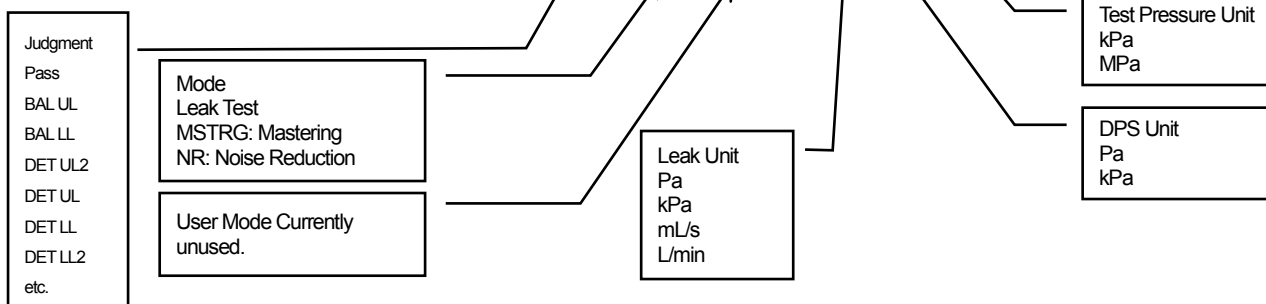 Judgment
Pass
BAL UL
BAL LL
DET UL2
DET UL
DET LL
DET LL2
etc.
Mode
Leak Test
MSTRG: Mastering
NR: Noise Reduction
User Mode Currently
unused.
Leak Unit
Pa
kPa
mL/s
L/min
Test Pressure Unit
kPa
MPa
DPS Unit
Pa
kPa